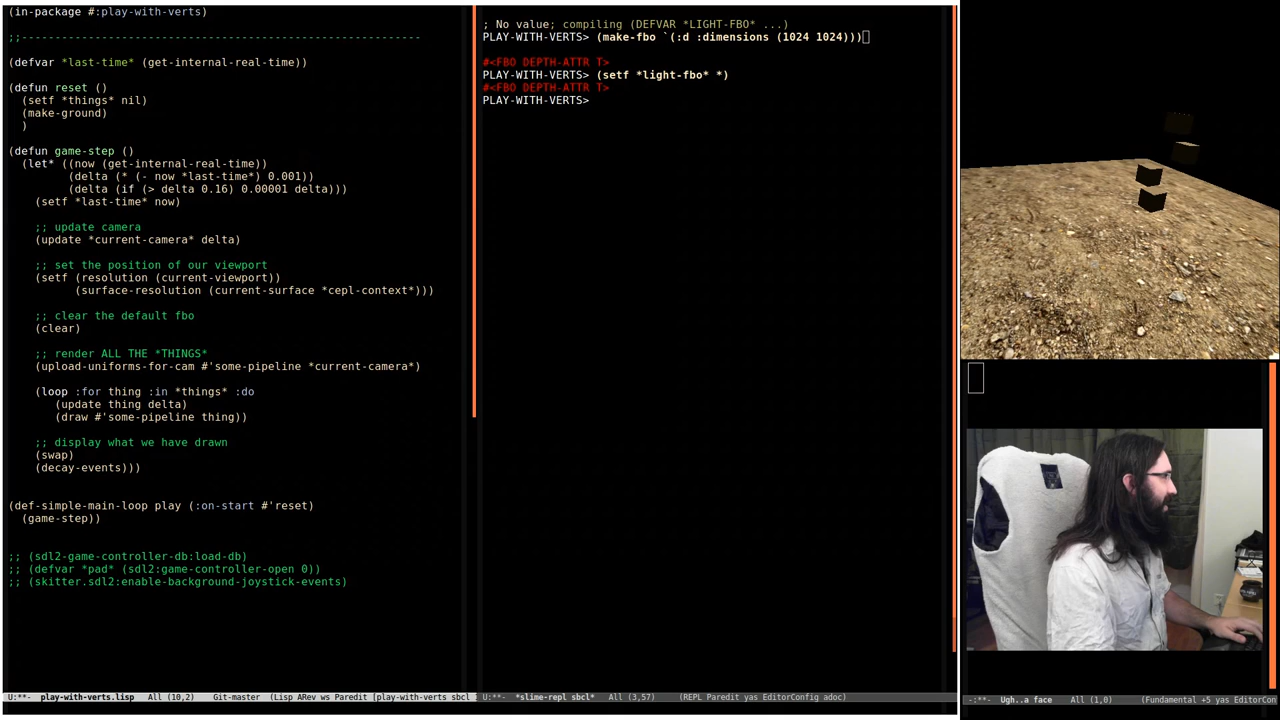 (in-package #:play-with-verts)
;;-------------------------------------------------------------
(defvar *last-time* (get-internal-real-time))
(defun reset ()
  (setf *things* nil)
  (make-ground)
  )
(defun game-step ()
  (let* ((now (get-internal-real-time))
         (delta (* (- now *last-time*) 0.001))
         (delta (if (> delta 0.16) 0.00001 delta)))
    (setf *last-time* now)
    ;; update camera
    (update *current-camera* delta)
    ;; set the position of our viewport
    (setf (resolution (current-viewport))
          (surface-resolution (current-surface *cepl-context*)))
    ;; clear the default fbo
    (clear)
    ;; render ALL THE *THINGS*
    (upload-uniforms-for-cam #'some-pipeline *current-camera*)
    (loop :for thing :in *things* :do
       (update thing delta)
       (draw #'some-pipeline thing))
    ;; display what we have drawn
    (swap)
    (decay-events)))
(def-simple-main-loop play (:on-start #'reset)
  (game-step))
;; (sdl2-game-controller-db:load-db)
;; (defvar *pad* (sdl2:game-controller-open 0))
;; (skitter.sdl2:enable-background-joystick-events)
U:**-  play-with-verts.lisp   All (10,2)   Git-master  (Lisp ARev ws Paredit [play-with-verts sbcl
; No value; compiling (DEFVAR *LIGHT-FBO* ...)
PLAY-WITH-VERTS> (make-fbo `(:d :dimensions (1024 1024)))
#<FBO DEPTH-ATTR T>
PLAY-WITH-VERTS> (setf *light-fbo* *)
#<FBO DEPTH-ATTR T>
PLAY-WITH-VERTS>
U:**-  *slime-repl sbcl*   All (3,57)     (REPL Paredit yas EditorConfig adoc)
-:**-  Ugh..a face   All (1,0)     (Fundamental +5 yas EditorCon